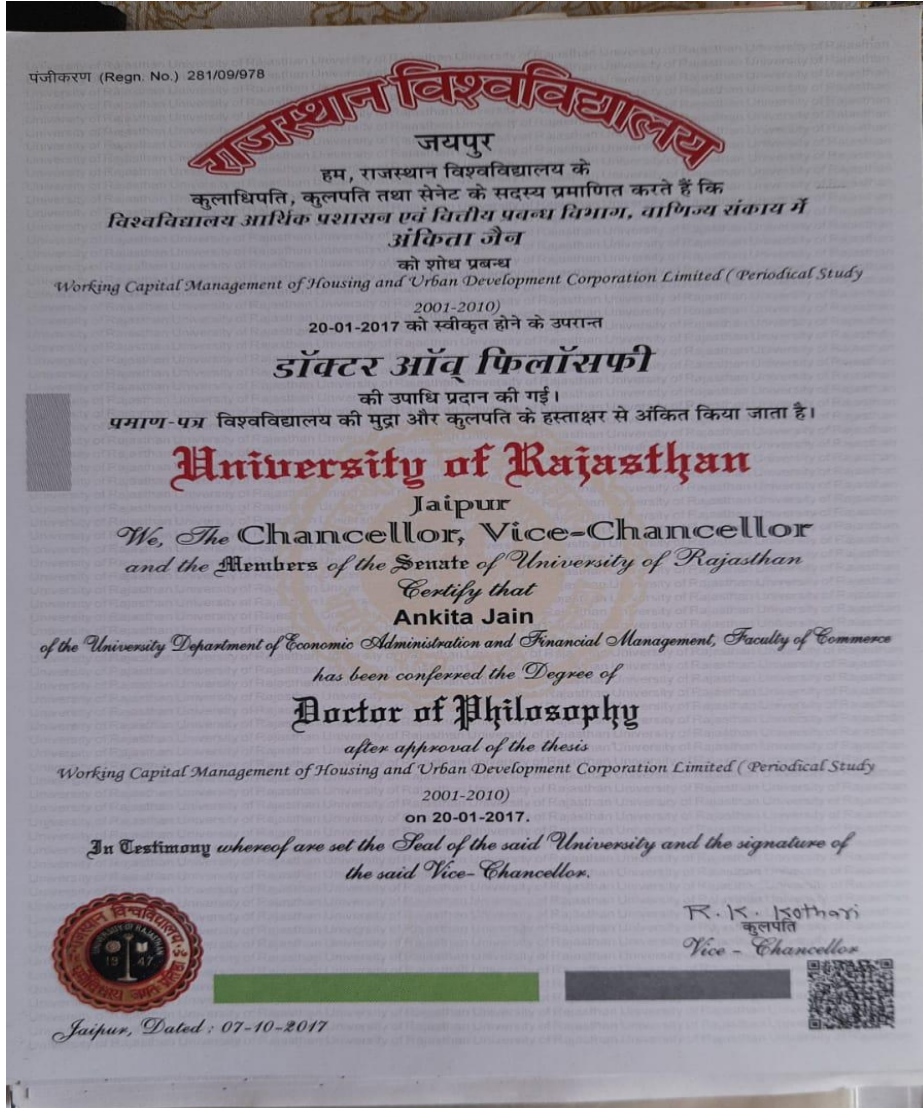 पंजीकरण (Regn. No.) 281/09/978
राजस्थान विश्वविद्यालय
जयपुर
हम, राजस्थान विश्वविद्यालय के
कुलाधिपति, कुलपति तथा सेनेट के सदस्य प्रमाणित करते हैं कि
विश्वविद्यालय आर्थिक प्रशासन एवं वित्तीय प्रबन्ध विभाग, वाणिज्य संकाय में
अंकिता जैन
को शोध प्रबन्ध
Working Capital Management of Housing and Urban Development Corporation Limited ( Periodical Study
2001-2010)
20-01-2017 को स्वीकृत होने के उपरान्त
डॉक्टर ऑव् फिलॉसफी
की उपाधि प्रदान की गई।
प्रमाण-पत्र विश्वविद्यालय की मुद्रा और कुलपति के हस्ताक्षर से अंकित किया जाता है।
University of Rajasthan
Jaipur
We, The Chancellor, Vice-Chancellor
and the Members of the Senate of University of Rajasthan
Certify that
Ankita Jain
of the University Department of Economic Administration and Financial Management, Faculty of Commerce
has been conferred the Degree of
Doctor of Philosophy
after approval of the thesis
Working Capital Management of Housing and Urban Development Corporation Limited ( Periodical Study
2001-2010)
on 20-01-2017.
In Testimony whereof are set the Seal of the said University and the signature of
the said Vice-Chancellor.
R. K. Kothari
कुलपति
Vice - Chancellor
राजस्थान विश्वविद्यालय
UNIVERSITY OF RAJASTHAN
19 47
Jaipur, Dated : 07-10-2017